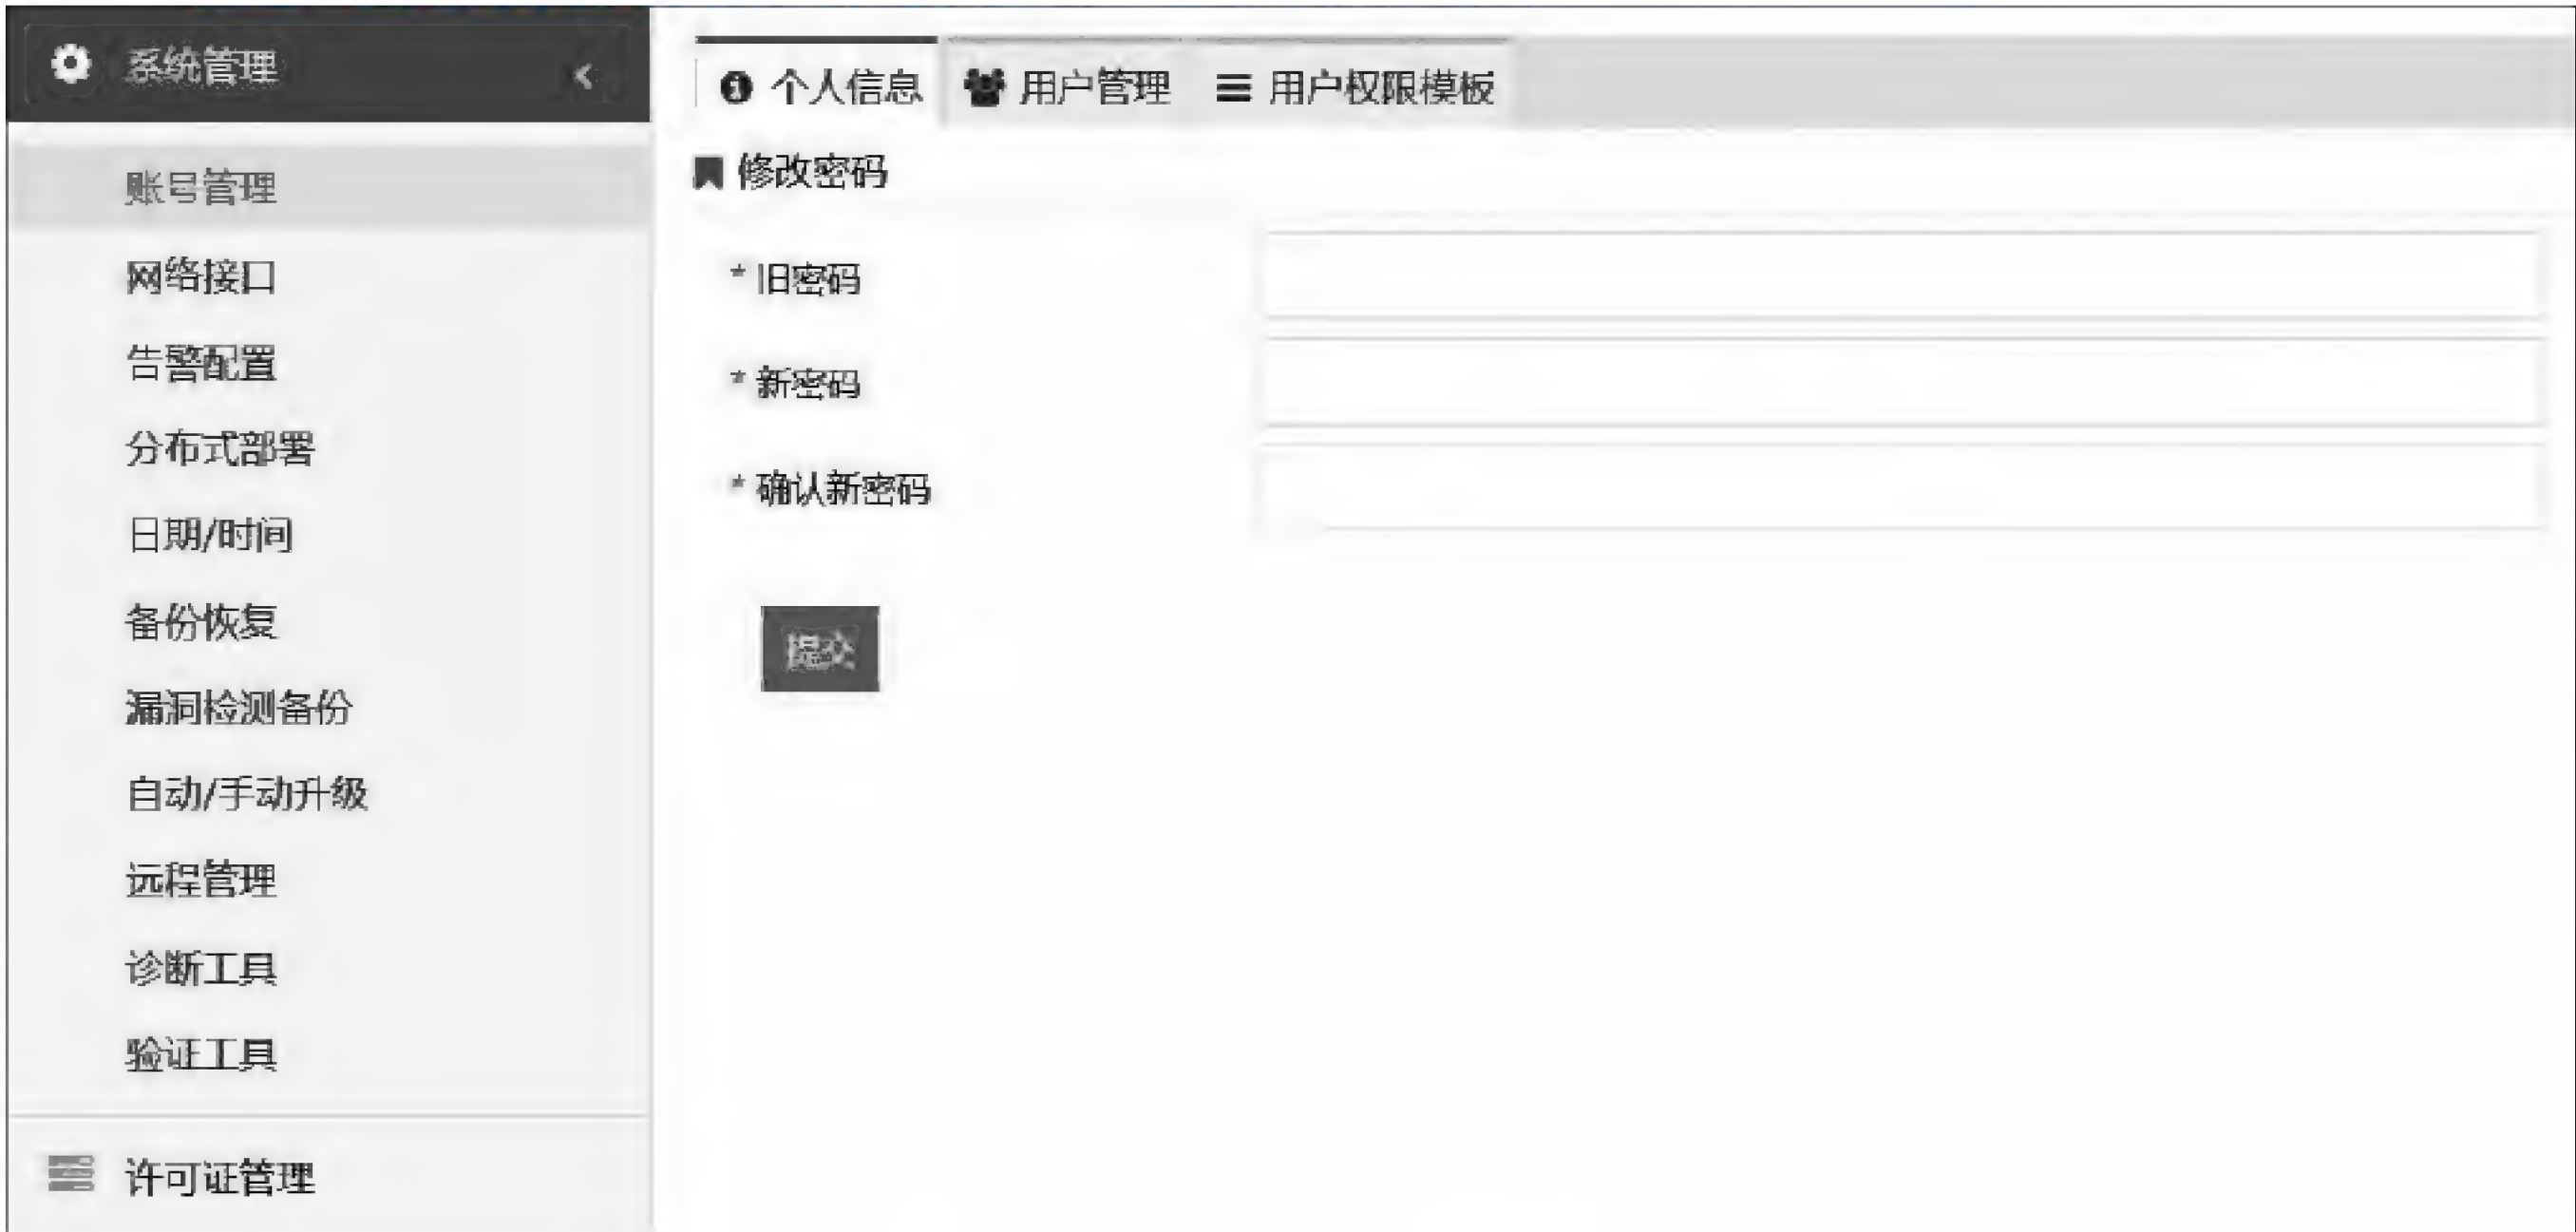 系统管理
账号管理
网络接口
告警配置
分布式部署
日期/时间
备份恢复
漏洞检测备份
自动/手动升级
远程管理
诊断工具
验证工具
许可证管理
个人信息 用户管理 用户权限模板
修改密码
* 旧密码
* 新密码
* 确认新密码
提交